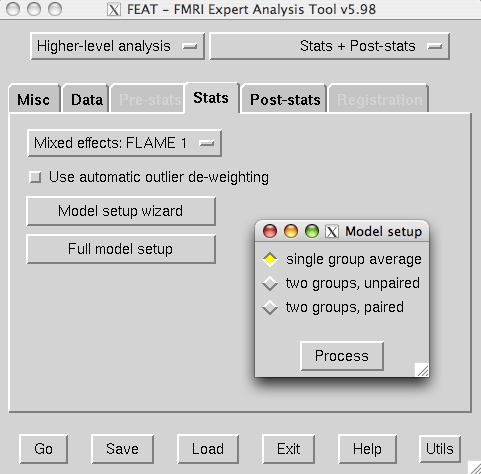 FEAT - FMRI Expert Analysis Tool v5.98
Higher-level analysis Stats + Post-stats
Misc Data Pre-stats Stats Post-stats Registration
Mixed effects: FLAME 1
Use automatic outlier de-weighting
Model setup wizard
Full model setup
Model setup
single group average
two groups, unpaired
two groups, paired
Process
Go Save Load Exit Help Utils